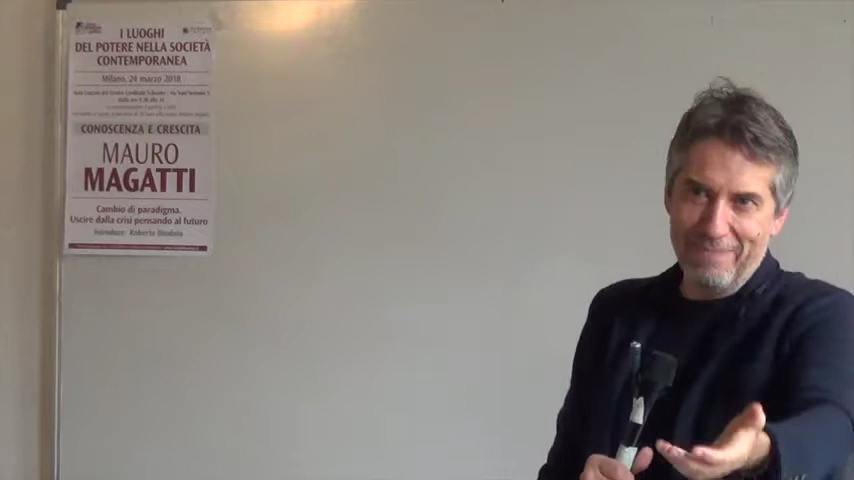 I LUOGHI
DEL POTERE NELLA SOCIETÀ
CONTEMPORANEA
Milano, 24 marzo 2018
CONOSCENZA E CRESCITA
MAURO
MAGATTI
Cambio di paradigma.
Uscire dalla crisi pensando al futuro
Introduce: Roberto